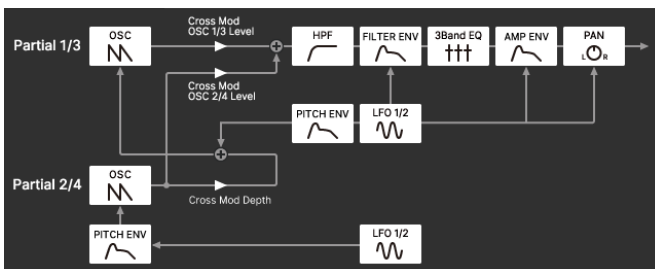 Cross Mod
OSC 1/3 Level
Partial 1/3
OSC
HPF
FILTER ENV
3Band EQ
AMP ENV
PAN
L R
Cross Mod
OSC 2/4 Level
PITCH ENV
LFO 1/2
Partial 2/4
OSC
Cross Mod Depth
PITCH ENV
LFO 1/2